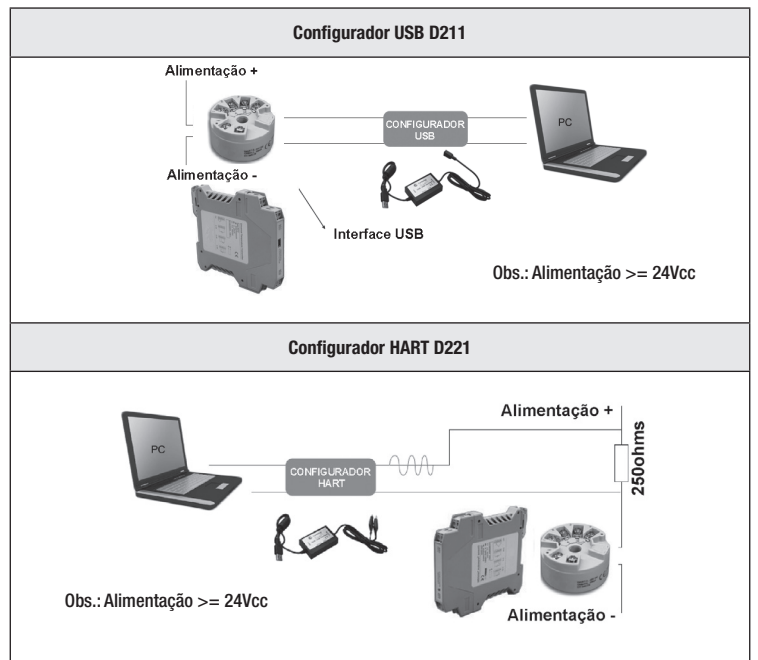 Configurador USB D211
Alimentação +
CONFIGURADOR
USB
PC
Alimentação -
Interface USB
Obs.: Alimentação >= 24Vcc
Configurador HART D221
Alimentação +
PC
250ohms
CONFIGURADOR
HART
Obs.: Alimentação >= 24Vcc
Alimentação -